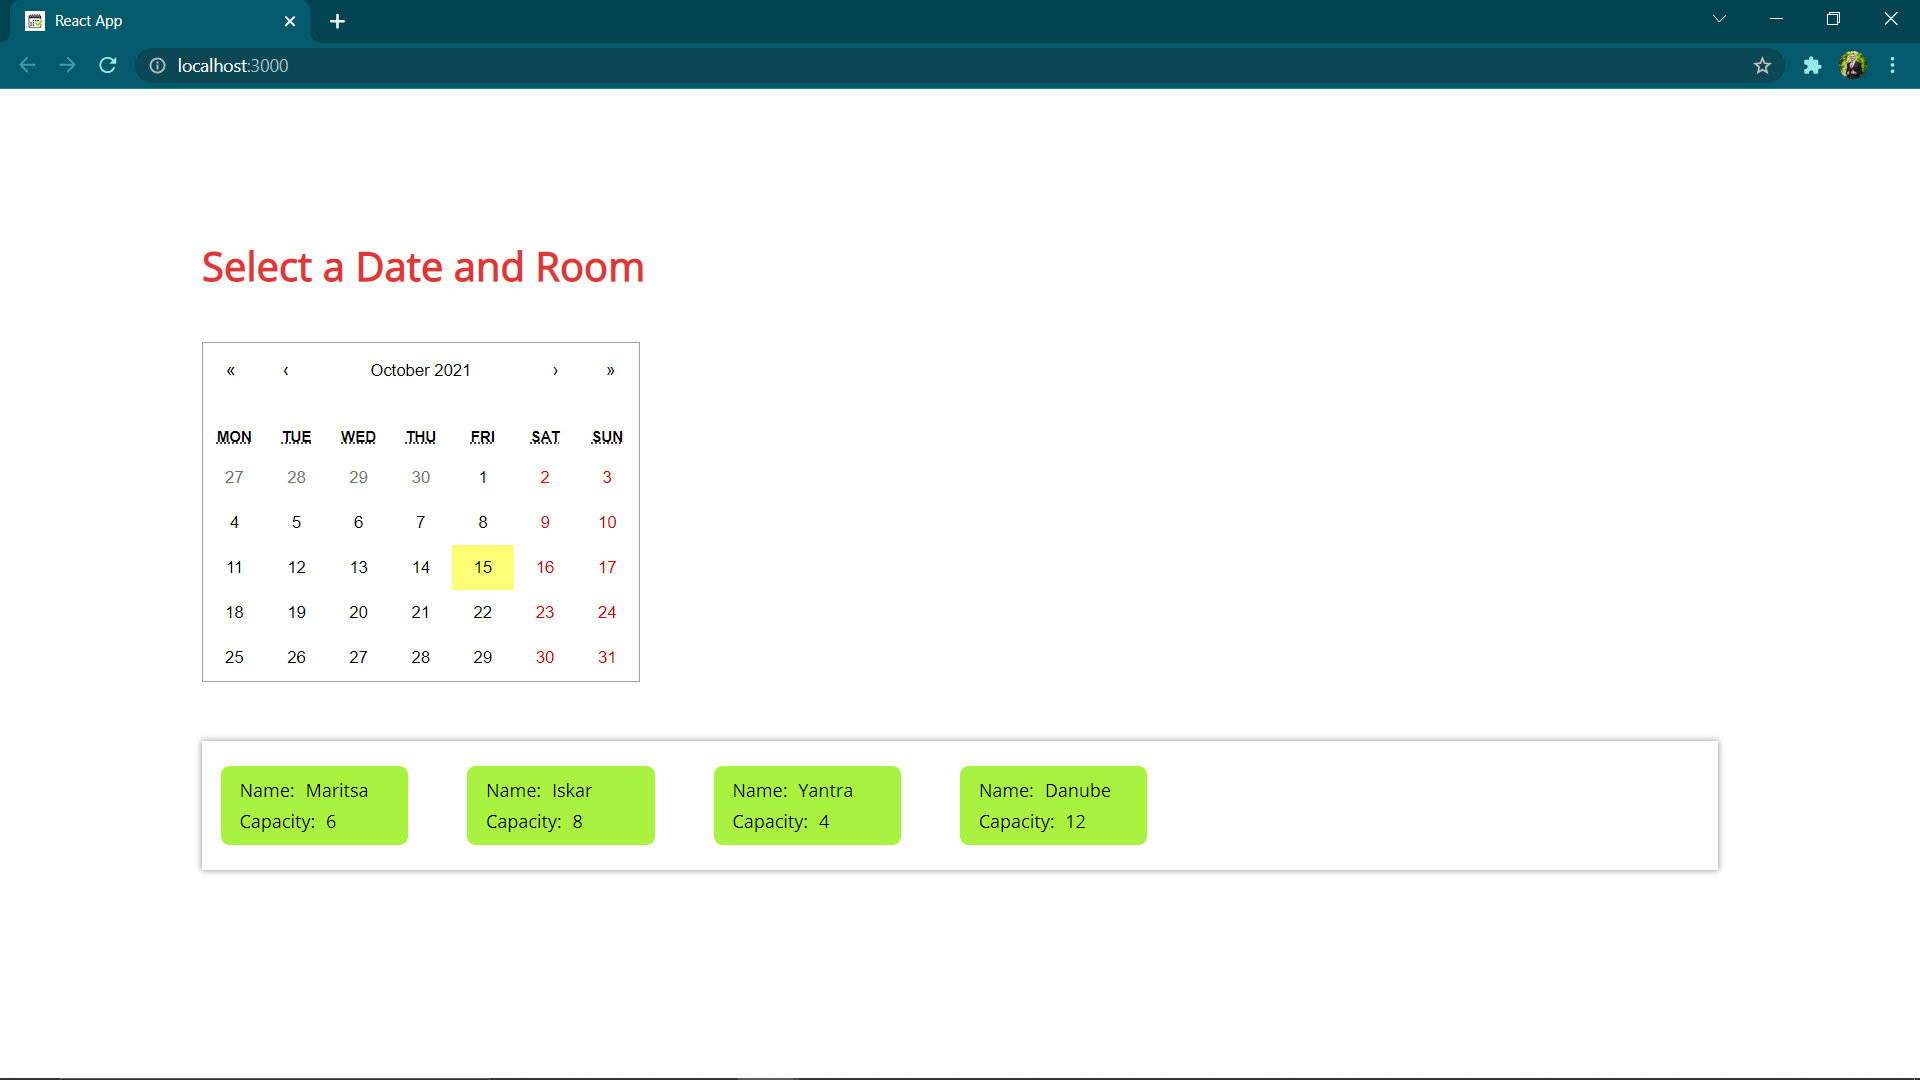 React App
localhost:3000
Select a Date and Room
« ‹ October 2021 › »
MON TUE WED THU FRI SAT SUN
27 28 29 30 1 2 3
4 5 6 7 8 9 10
11 12 13 14 15 16 17
18 19 20 21 22 23 24
25 26 27 28 29 30 31
Name: Maritsa
Capacity: 6
Name: Iskar
Capacity: 8
Name: Yantra
Capacity: 4
Name: Danube
Capacity: 12